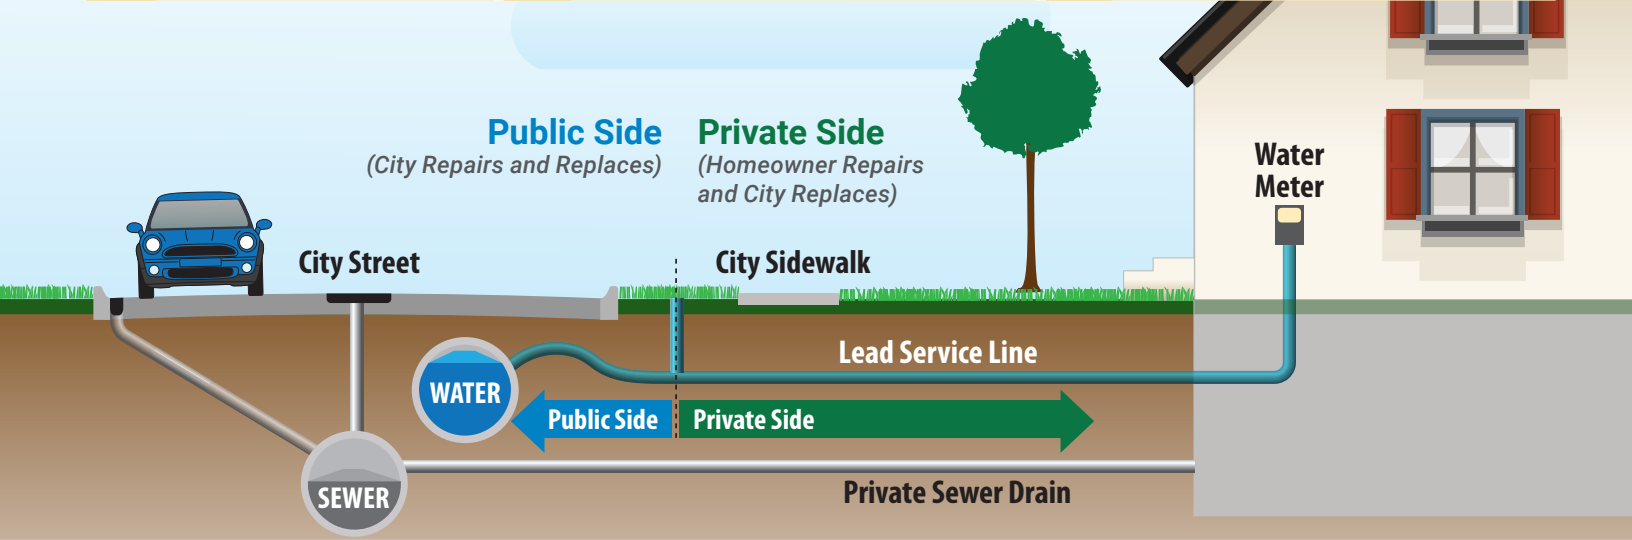 Public Side
(City Repairs and Replaces)
Private Side
(Homeowner Repairs
and City Replaces)
Water
Meter
City Street
City Sidewalk
Lead Service Line
WATER
Public Side
Private Side
SEWER
Private Sewer Drain